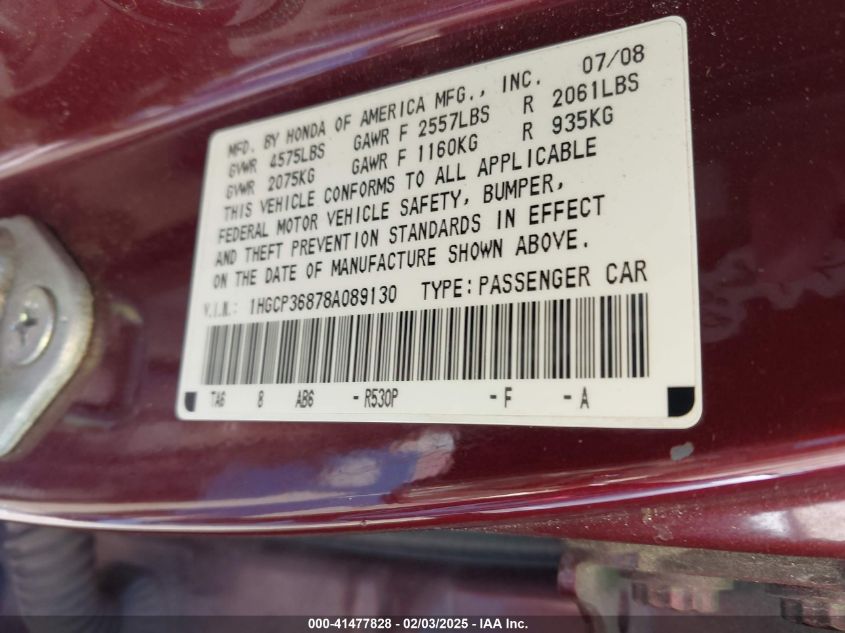 07/08
MFD. BY HONDA OF AMERICA MFG., INC.
GVWR 4575LBS GAWR F 2557LBS R 2061LBS
GVWR 2075KG GAWR F 1160KG R 935KG
THIS VEHICLE CONFORMS TO ALL APPLICABLE
FEDERAL MOTOR VEHICLE SAFETY, BUMPER,
AND THEFT PREVENTION STANDARDS IN EFFECT
ON THE DATE OF MANUFACTURE SHOWN ABOVE.
V.I.N.: 1HGCP36878A089130 TYPE:PASSENGER CAR
TA6 8 AB6 -R530P -F -A
000-41477828 - 02/03/2025 - IAA Inc.